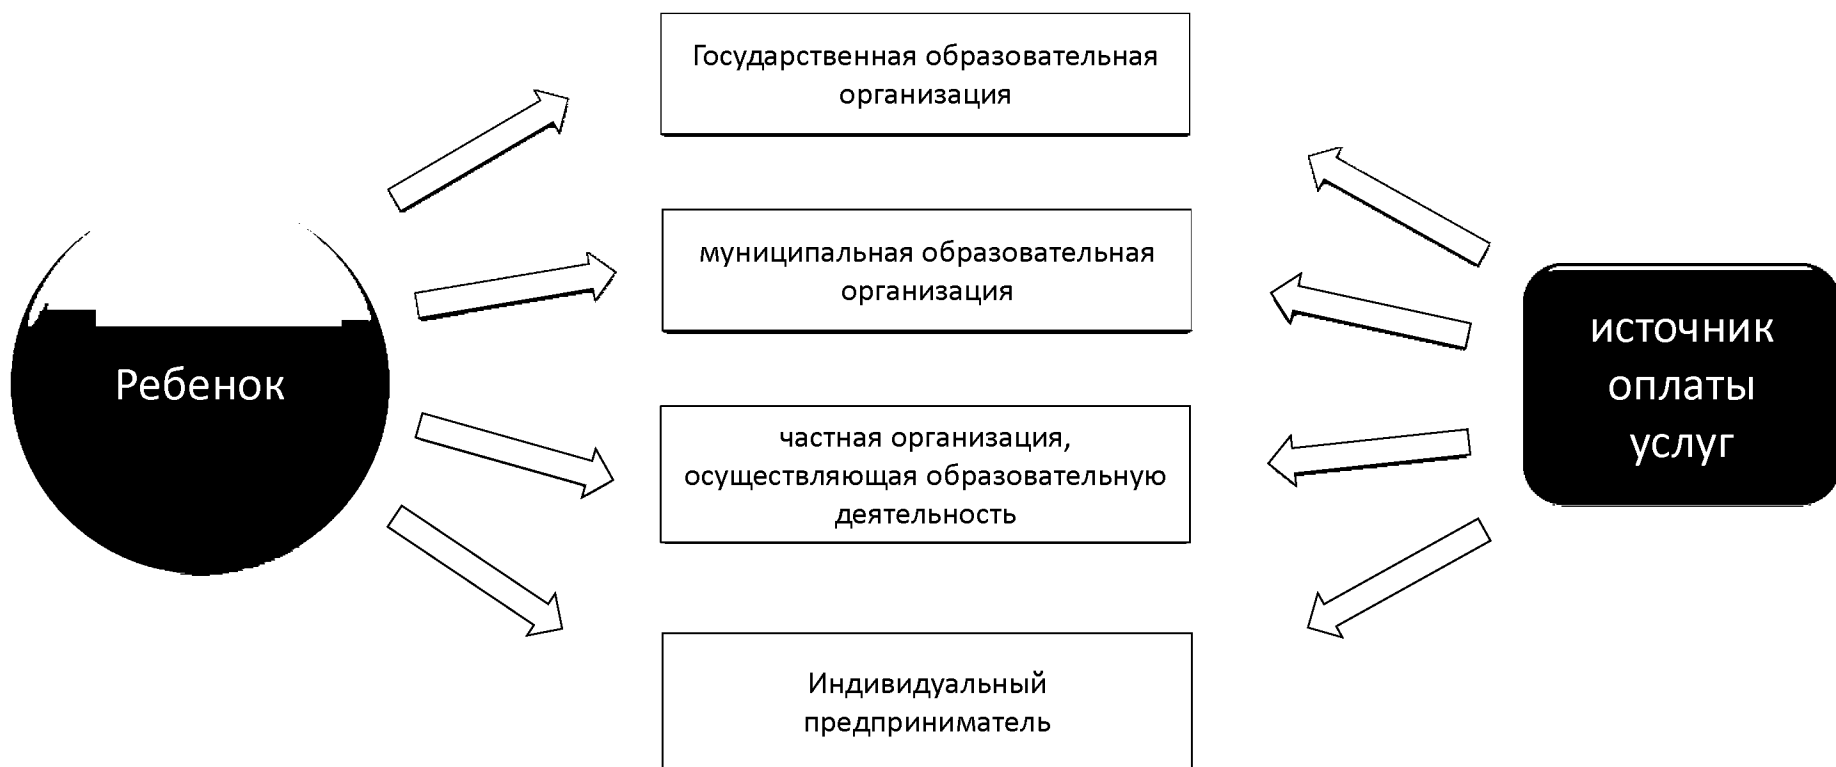 Государственная образовательная
организация
муниципальная образовательная
организация
Ребенок
источник
оплаты
услуг
частная организация,
осуществляющая образовательную
деятельность
Индивидуальный
предприниматель